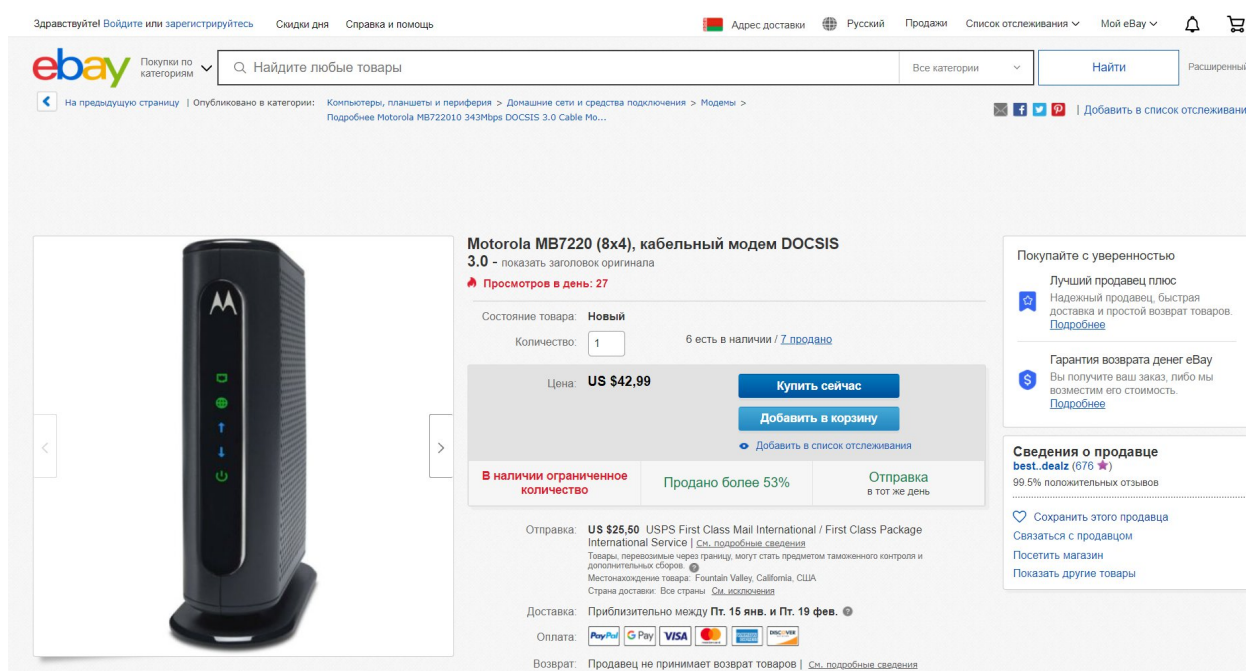 Здравствуйте! Войдите или зарегистрируйтесь Скидки дня Справка и помощь Адрес доставки Русский Продажи Список отслеживания Мой eBay
ebay Покупки по категориям Найдите любые товары Все категории Найти Расширенный
На предыдущую страницу | Опубликовано в категории: Компьютеры, планшеты и периферия > Домашние сети и средства подключения > Модемы >
Подробнее Motorola MB722010 343Mbps DOCSIS 3.0 Cable Mo...
| Добавить в список отслеживани
Motorola MB7220 (8x4), кабельный модем DOCSIS
3.0 - показать заголовок оригинала
Просмотров в день: 27
Состояние товара: Новый
Количество: 1 6 есть в наличии / 7 продано
Цена: US $42,99 Купить сейчас
Добавить в корзину
Добавить в список отслеживания
В наличии ограниченное количество Продано более 53% Отправка в тот же день
Отправка: US $25,50 USPS First Class Mail International / First Class Package
International Service | См. подробные сведения
Товары, перевозимые через границу, могут стать предметом таможенного контроля и
дополнительных сборов.
Местонахождение товара: Fountain Valley, California, США
Страна доставки: Все страны См. исключения
Доставка: Приблизительно между Пт. 15 янв. и Пт. 19 фев.
Оплата: PayPal G Pay VISA DISCOVER
Возврат: Продавец не принимает возврат товаров | См. подробные сведения
Покупайте с уверенностью
Лучший продавец плюс
Надежный продавец, быстрая
доставка и простой возврат товаров.
Подробнее
Гарантия возврата денег eBay
Вы получите ваш заказ, либо мы
возместим его стоимость.
Подробнее
Сведения о продавце
best..dealz (676)
99.5% положительных отзывов
Сохранить этого продавца
Связаться с продавцом
Посетить магазин
Показать другие товары